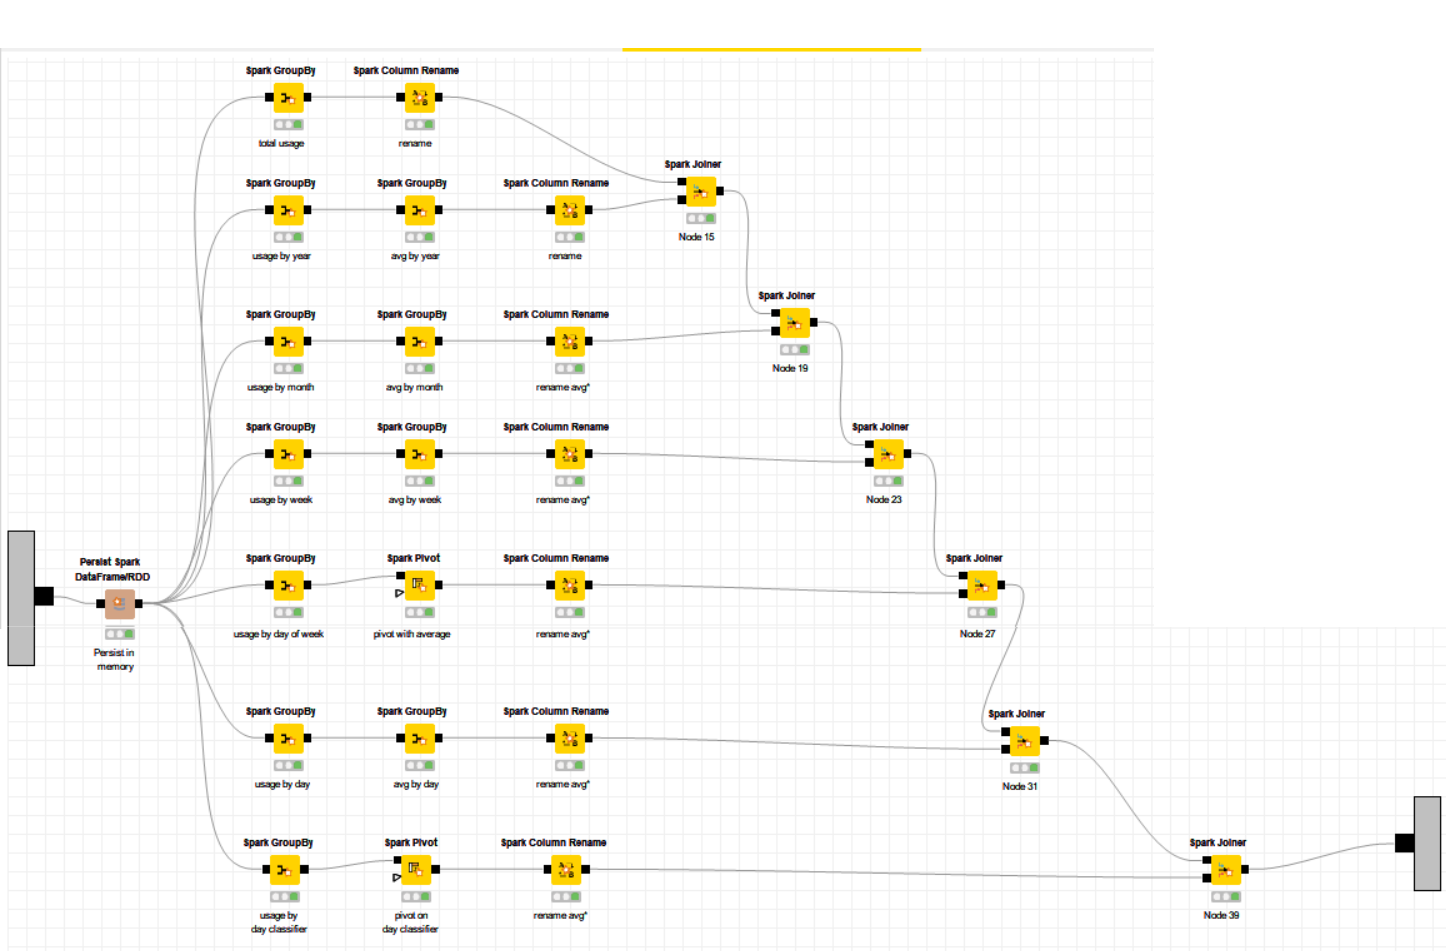 Spark GroupBy
Spark Column Rename
total usage
rename
Spark Joiner
Node 15
Spark GroupBy
Spark GroupBy
Spark Column Rename
usage by year
avg by year
rename
Spark Joiner
Node 19
Spark GroupBy
Spark GroupBy
Spark Column Rename
usage by month
avg by month
rename avg*
Spark Joiner
Node 23
Spark GroupBy
Spark GroupBy
Spark Column Rename
usage by week
avg by week
rename avg*
Persist Spark
DataFrame/RDD
Persist in
memory
Spark GroupBy
Spark Pivot
Spark Column Rename
Spark Joiner
usage by day of week
pivot with average
rename avg*
Node 27
Spark GroupBy
Spark GroupBy
Spark Column Rename
Spark Joiner
usage by day
avg by day
rename avg*
Node 31
Spark GroupBy
Spark Pivot
Spark Column Rename
Spark Joiner
usage by
day classifier
pivot on
day classifier
rename avg*
Node 39